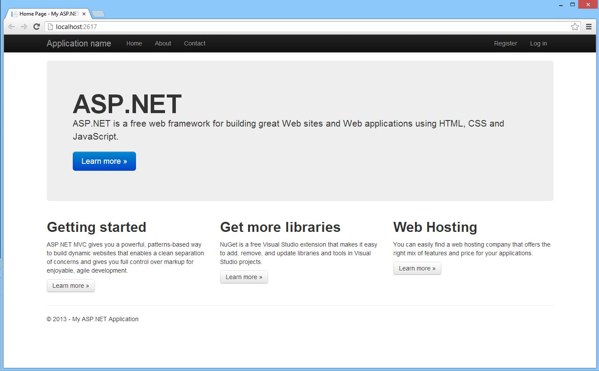 Home Page - My ASP.NE
localhost:2617
Application name Home About Contact Register Log in
ASP.NET
ASP.NET is a free web framework for building great Web sites and Web applications using HTML, CSS and
JavaScript.
Learn more »
Getting started
ASP.NET MVC gives you a powerful, patterns-based way
to build dynamic websites that enables a clean separation
of concerns and gives you full control over markup for
enjoyable, agile development.
Learn more »
Get more libraries
NuGet is a free Visual Studio extension that makes it easy
to add, remove, and update libraries and tools in Visual
Studio projects.
Learn more »
Web Hosting
You can easily find a web hosting company that offers the
right mix of features and price for your applications.
Learn more »
© 2013 - My ASP.NET Application